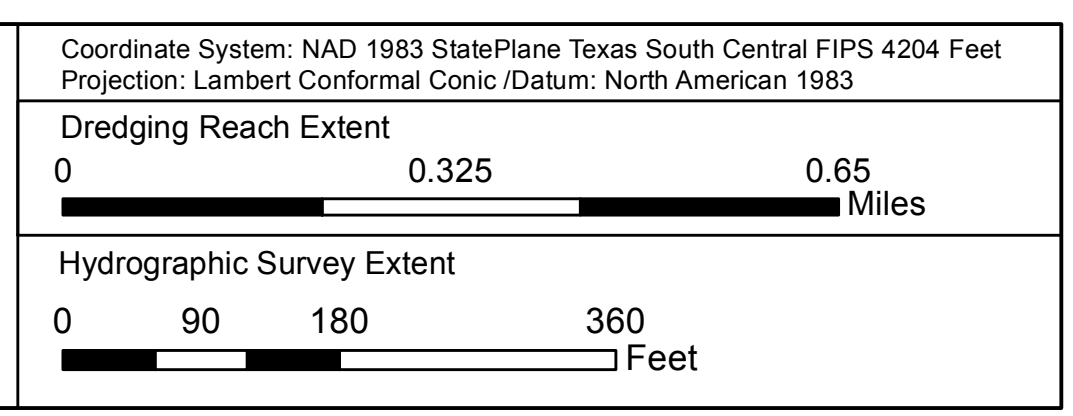 Coordinate System: NAD 1983 StatePlane Texas South Central FIPS 4204 Feet
Projection: Lambert Conformal Conic /Datum: North American 1983
Dredging Reach Extent
0 0.325 0.65
Miles
Hydrographic Survey Extent
0 90 180 360
Feet